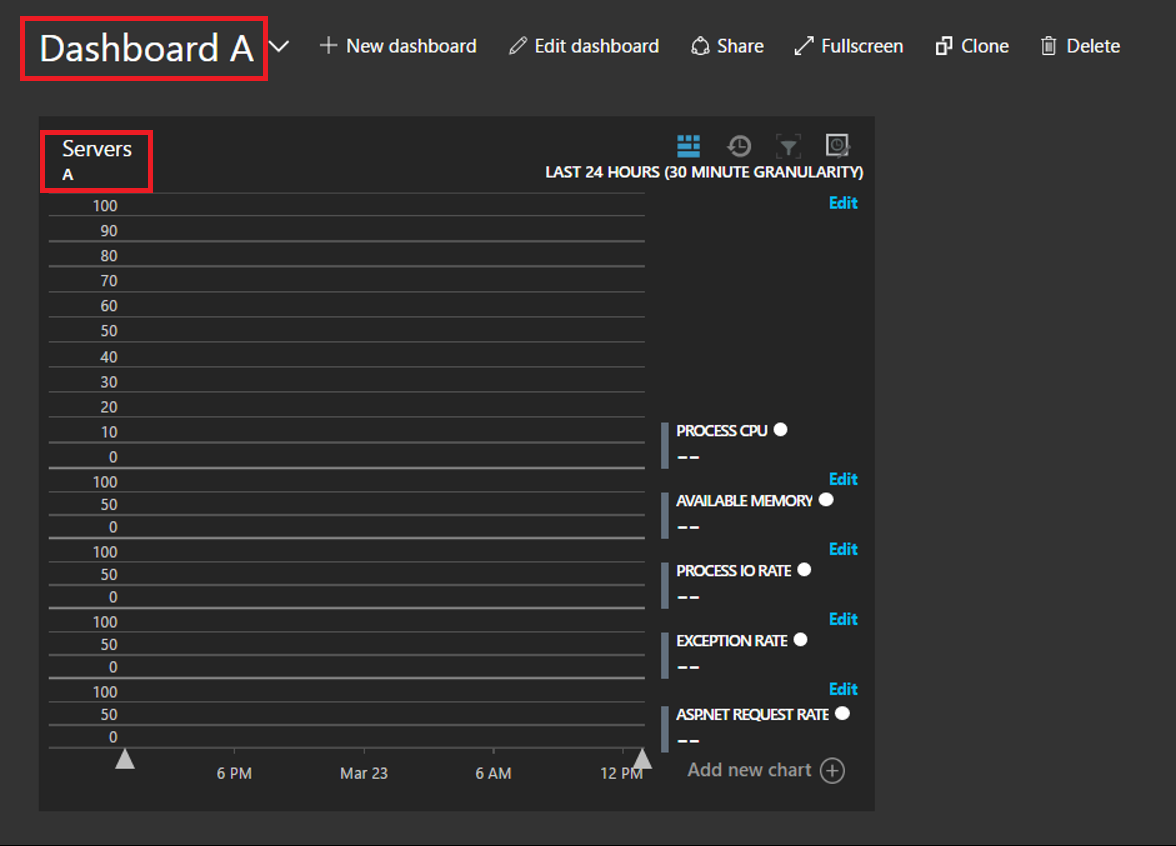 Dashboard A
New dashboard
Edit dashboard
Share
Fullscreen
Clone
Delete
Servers
A
LAST 24 HOURS (30 MINUTE GRANULARITY)
Edit
100
90
80
70
60
50
40
30
20
10
0
PROCESS CPU
--
Edit
100
50
0
AVAILABLE MEMORY
--
Edit
100
50
0
PROCESS IO RATE
--
Edit
100
50
0
EXCEPTION RATE
--
Edit
100
50
0
ASP.NET REQUEST RATE
--
6 PM
Mar 23
6 AM
12 PM
Add new chart